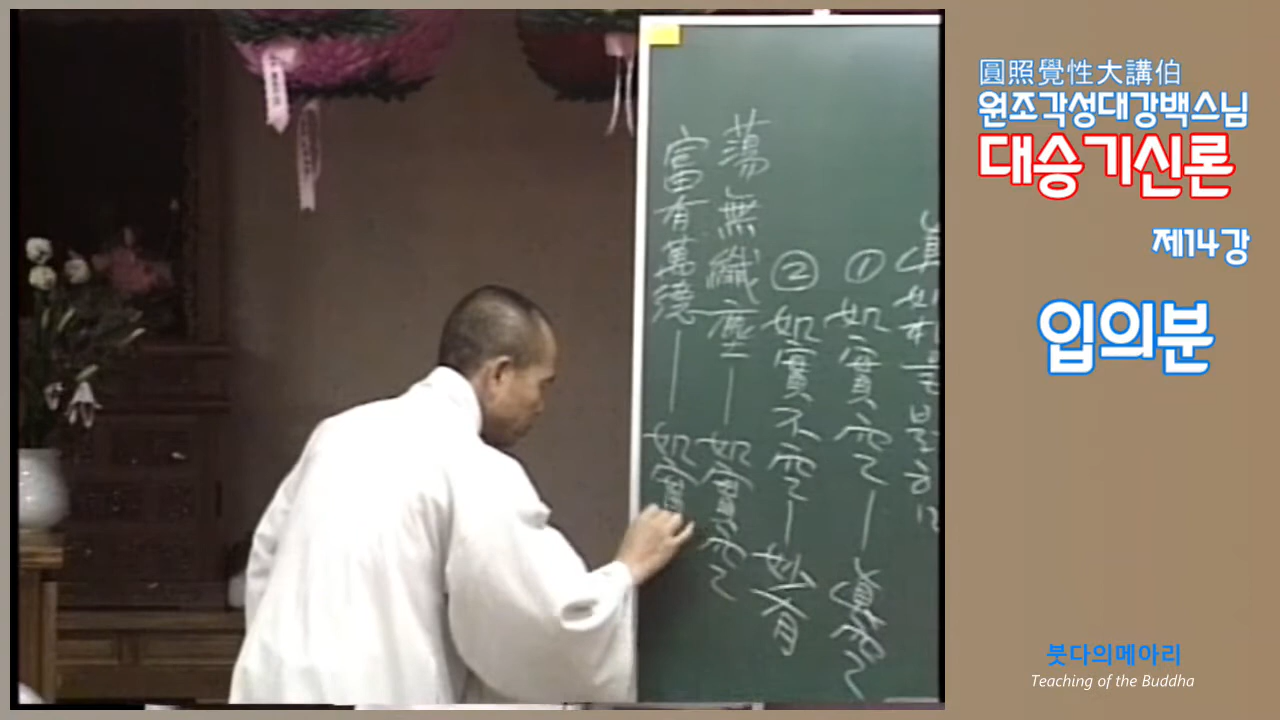 圓照覺性大講伯
원조각성대강백스님
대승기신론
제14강
입의분
붓다의메아리
Teaching of the Buddha
① 如實空 — 眞空
② 如實不空 — 妙有
蕩無纖塵 — 如實空
富有萬德 — 如實